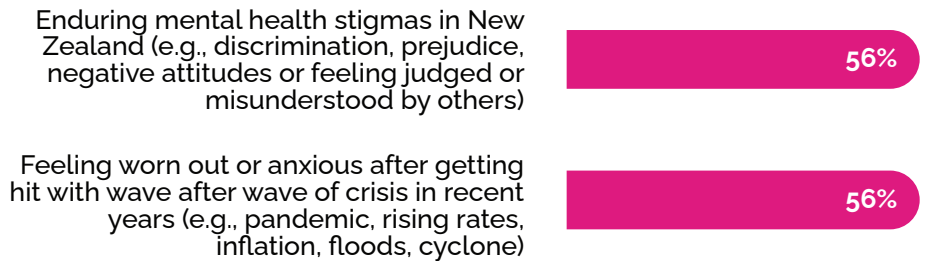 Enduring mental health stigmas in New
Zealand (e.g., discrimination, prejudice,
negative attitudes or feeling judged or
misunderstood by others)
56%
Feeling worn out or anxious after getting
hit with wave after wave of crisis in recent
years (e.g., pandemic, rising rates,
inflation, floods, cyclone)
56%